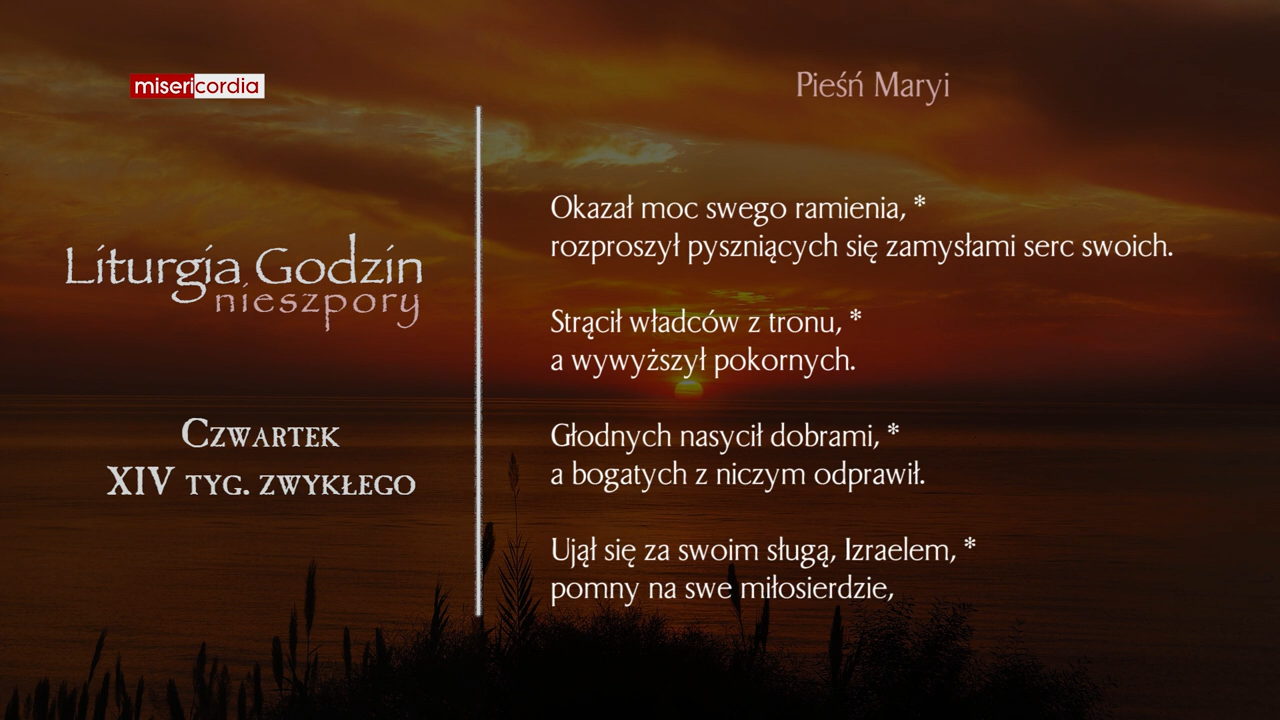 misericordia
Liturgia Godzin
nieszpory
Czwartek
XIV tyg. zwykłego
Pieśń Maryi
Okazał moc swego ramienia, *
rozproszył pyszniących się zamysłami serc swoich.
Strącił władców z tronu, *
a wywyższył pokornych.
Głodnych nasycił dobrami, *
a bogatych z niczym odprawił.
Ujął się za swoim sługą, Izraelem, *
pomny na swe miłosierdzie,